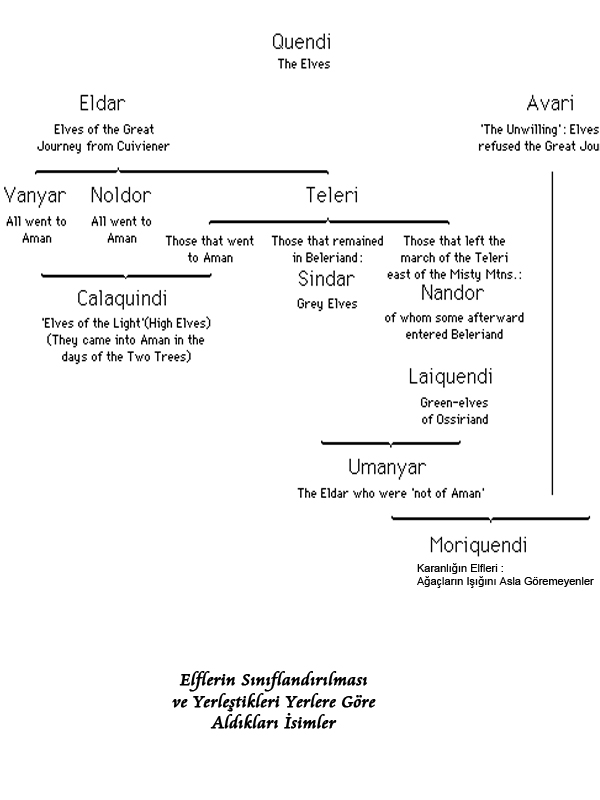 Quendi
The Elves
Eldar
Elves of the Great
Journey from Cuiviener
Avari
'The Unwilling': Elves
refused the Great Jou
Vanyar
All went to
Aman
Noldor
All went to
Aman
Teleri
Those that went
to Aman
Those that remained
in Beleriand:
Sindar
Grey Elves
Those that left the
march of the Teleri
east of the Misty Mtns.:
Nandor
of whom some afterward
entered Beleriand
Calaquindi
'Elves of the Light'(High Elves)
(They came into Aman in the
days of the Two Trees)
Laiquendi
Green-elves
of Ossiriand
Umanyar
The Eldar who were 'not of Aman'
Moriquendi
Karanlığın Elfleri :
Ağaçların Işığını Asla Göremeyenler
Elflerin Sınıflandırılması
ve Yerleştikleri Yerlere Göre
Aldıkları İsimler